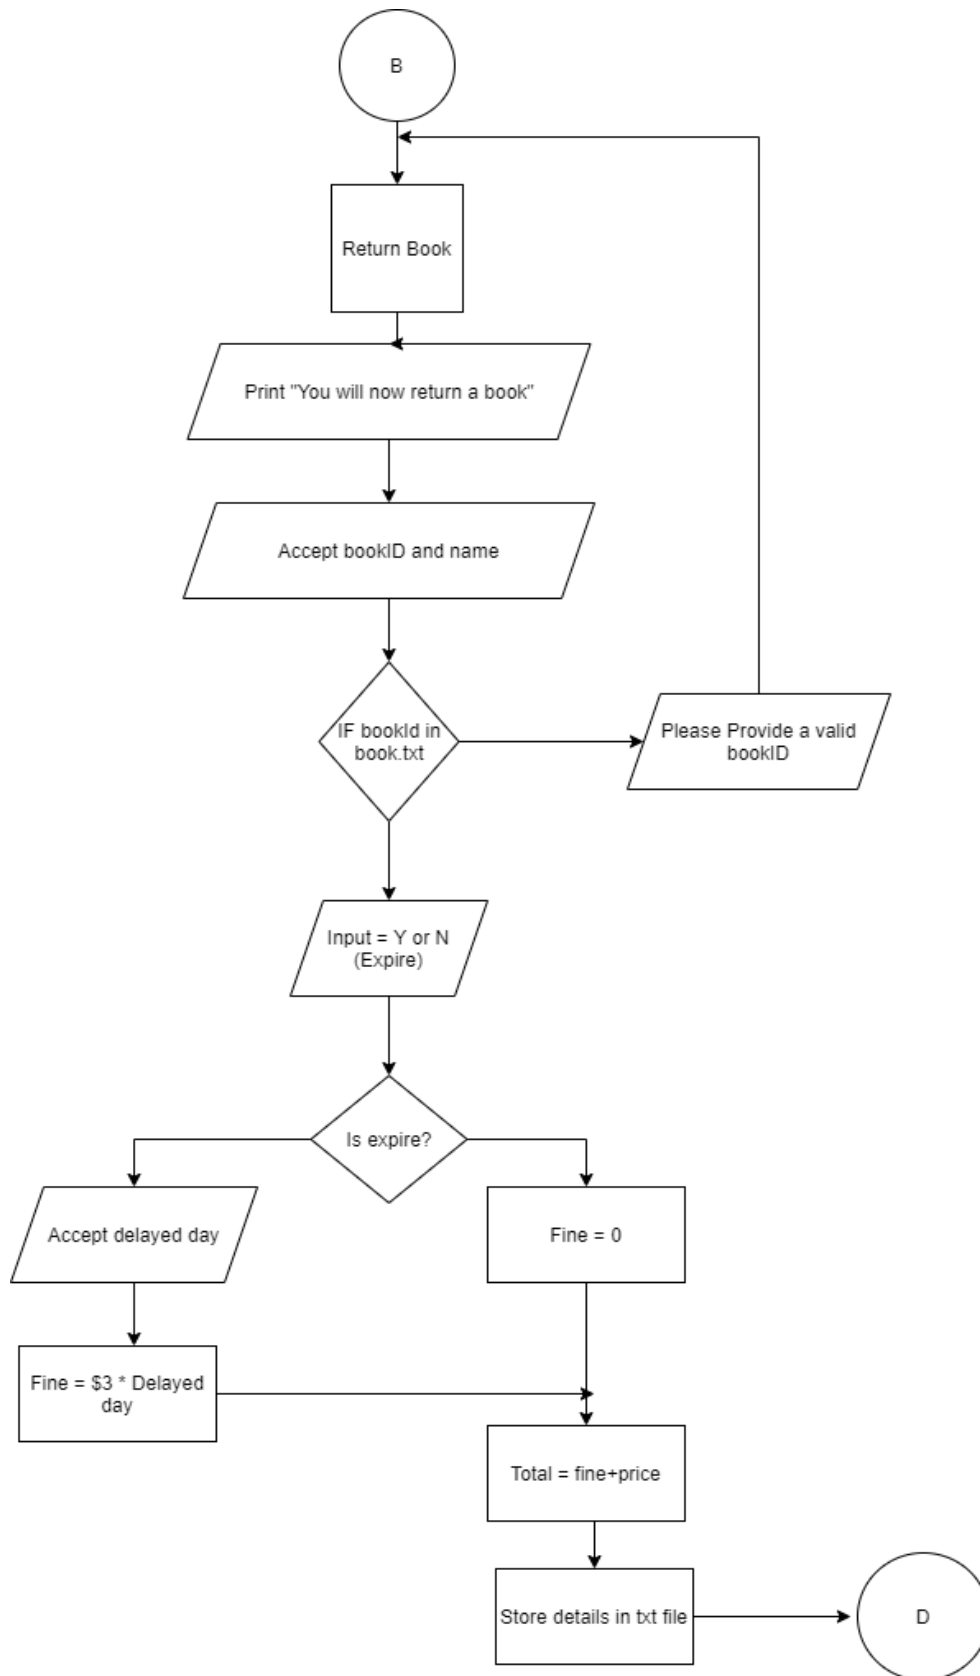 B
Return Book
Print "You will now return a book"
Accept bookID and name
IF bookId in
book.txt
Please Provide a valid
bookID
Input = Y or N
(Expire)
Is expire?
Accept delayed day
Fine = 0
Fine = $3 * Delayed
day
Total = fine+price
Store details in txt file
D